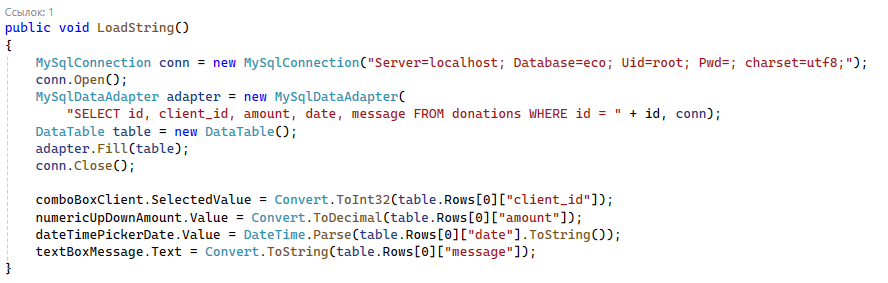 Ссылок: 1
public void LoadString()
{
    MySqlConnection conn = new MySqlConnection("Server=localhost; Database=eco; Uid=root; Pwd=; charset=utf8;");
    conn.Open();
    MySqlDataAdapter adapter = new MySqlDataAdapter(
        "SELECT id, client_id, amount, date, message FROM donations WHERE id = " + id, conn);
    DataTable table = new DataTable();
    adapter.Fill(table);
    conn.Close();

    comboBoxClient.SelectedValue = Convert.ToInt32(table.Rows[0]["client_id"]);
    numericUpDownAmount.Value = Convert.ToDecimal(table.Rows[0]["amount"]);
    dateTimePickerDate.Value = DateTime.Parse(table.Rows[0]["date"].ToString());
    textBoxMessage.Text = Convert.ToString(table.Rows[0]["message"]);
}